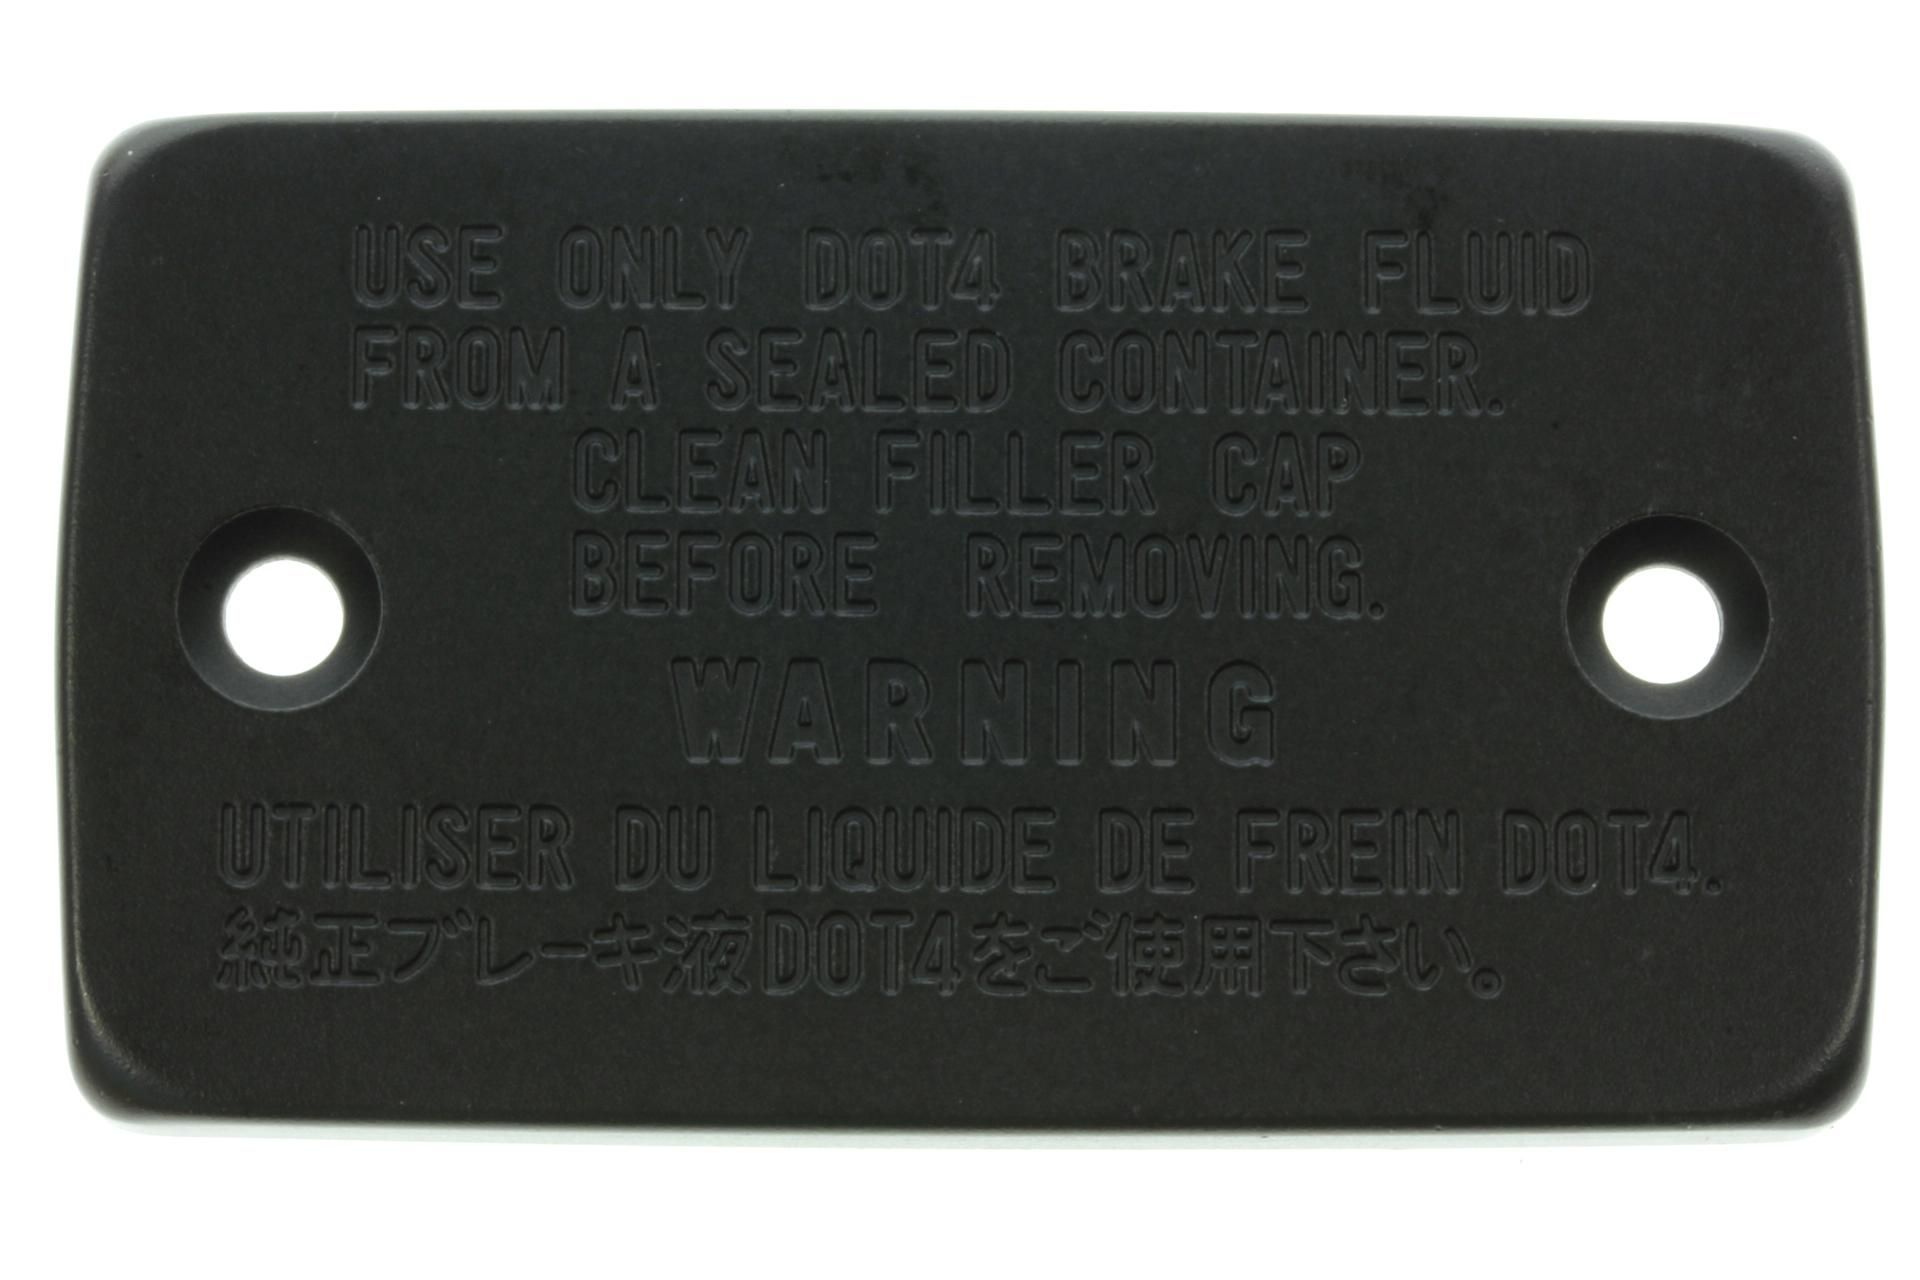 USE ONLY DOT4 BRAKE FLUID
FROM A SEALED CONTAINER.
CLEAN FILLER CAP
BEFORE REMOVING.
WARNING
UTILISER DU LIQUIDE DE FREIN DOT4.
純正ブレーキ液DOT4をご使用下さい。